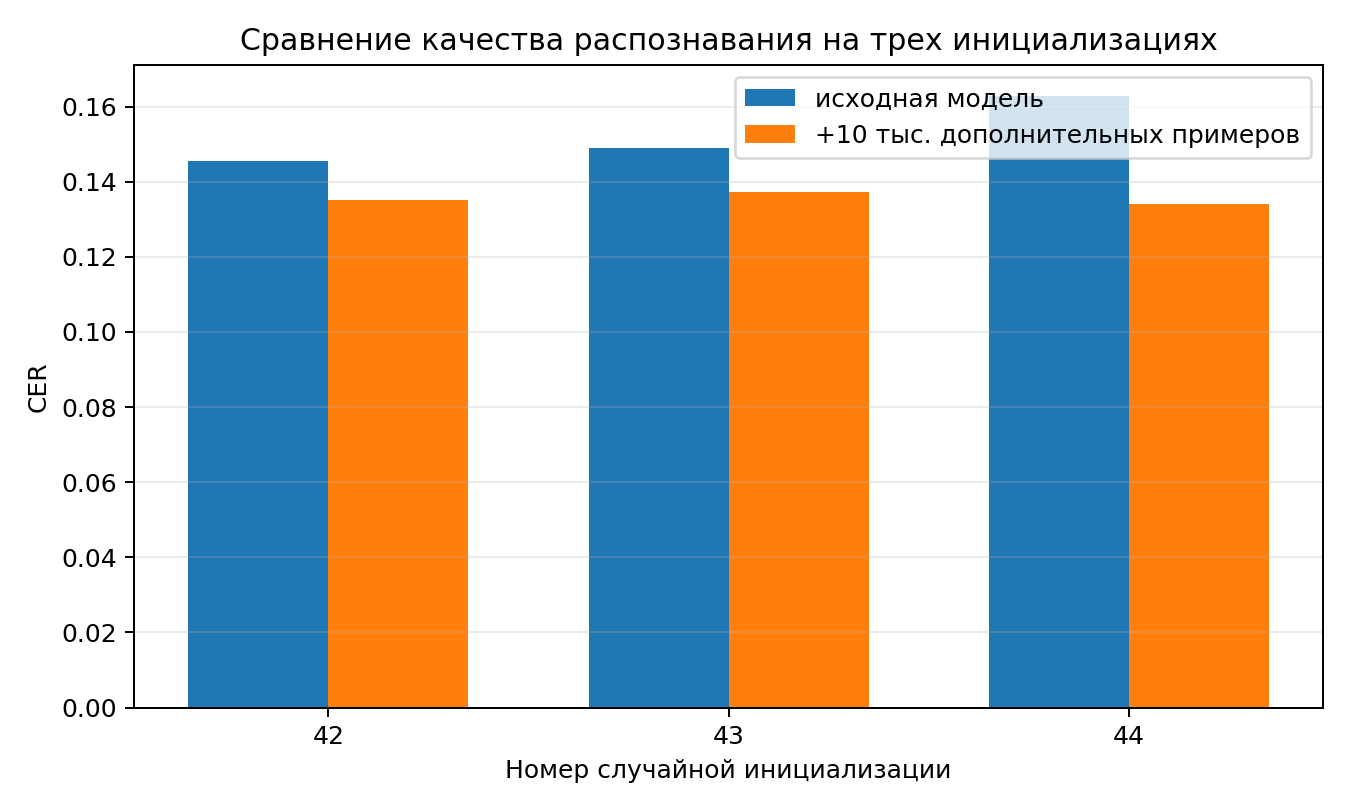 Сравнение качества распознавания на трех инициализациях
исходная модель
+10 тыс. дополнительных примеров
0.16
0.14
0.12
0.10
0.08
0.06
0.04
0.02
0.00
CER
42
43
44
Номер случайной инициализации